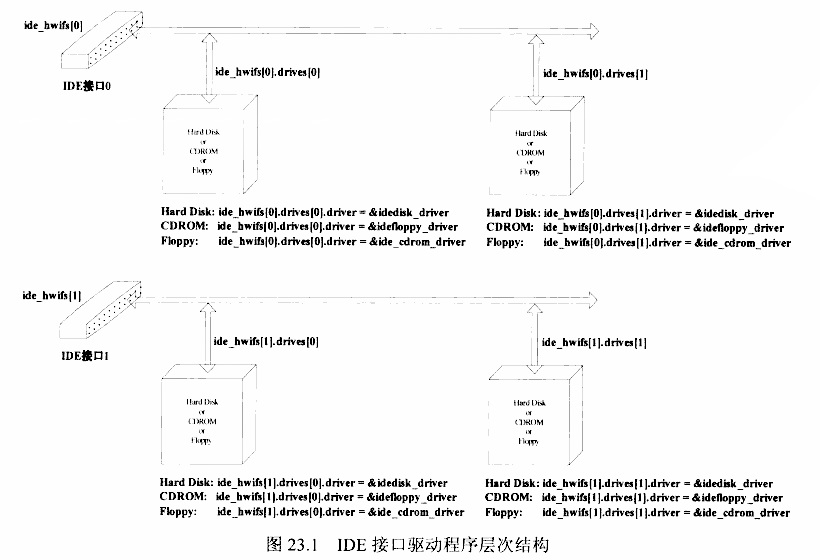 ide_hwifs[0]
IDE接口0
ide_hwifs[0].drives[0]
ide_hwifs[0].drives[1]
Hard Disk
or
CDROM
or
Floppy
Hard Disk
or
CDROM
or
Floppy
Hard Disk: ide_hwifs[0].drives[0].driver = &idedisk_driver
CDROM: ide_hwifs[0].drives[0].driver = &idefloppy_driver
Floppy: ide_hwifs[0].drives[0].driver = &ide_cdrom_driver
Hard Disk: ide_hwifs[0].drives[1].driver = &idedisk_driver
CDROM: ide_hwifs[0].drives[1].driver = &idefloppy_driver
Floppy: ide_hwifs[0].drives[1].driver = &ide_cdrom_driver
ide_hwifs[1]
IDE接口1
ide_hwifs[1].drives[0]
ide_hwifs[1].drives[1]
Hard Disk
or
CDROM
or
Floppy
Hard Disk
or
CDROM
or
Floppy
Hard Disk: ide_hwifs[1].drives[0].driver = &idedisk_driver
CDROM: ide_hwifs[1].drives[0].driver = &idefloppy_driver
Floppy: ide_hwifs[1].drives[0].driver = &ide_cdrom_driver
Hard Disk: ide_hwifs[1].drives[1].driver = &idedisk_driver
CDROM: ide_hwifs[1].drives[1].driver = &idefloppy_driver
Floppy: ide_hwifs[1].drives[1].driver = &ide_cdrom_driver
图 23.1 IDE 接口驱动程序层次结构